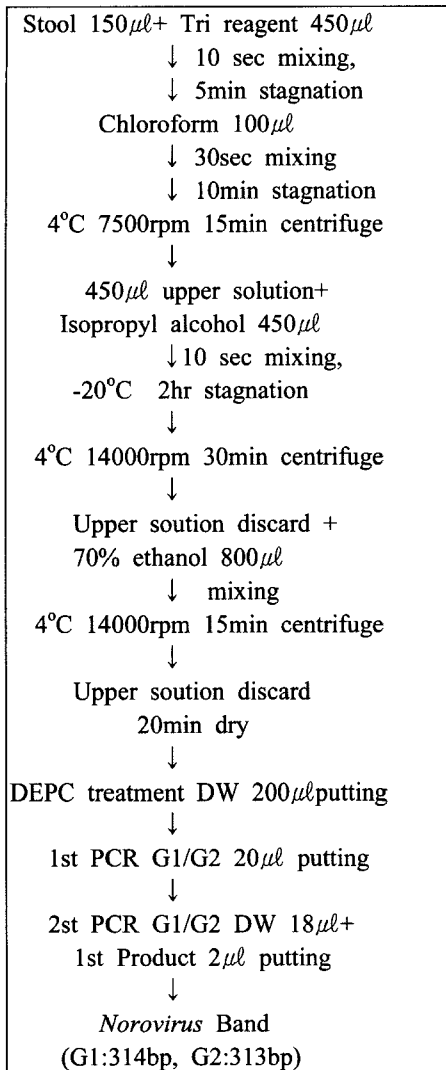 Stool 150㎕+ Tri reagent 450㎕
↓ 10 sec mixing,
↓ 5min stagnation
Chloroform 100㎕
↓ 30sec mixing
↓ 10min stagnation
4°C 7500rpm 15min centrifuge
↓
450㎕ upper solution+
Isopropyl alcohol 450㎕
↓10 sec mixing,
-20°C 2hr stagnation
↓
4°C 14000rpm 30min centrifuge
↓
Upper soution discard +
70% ethanol 800㎕
↓ mixing
4°C 14000rpm 15min centrifuge
↓
Upper soution discard
20min dry
↓
DEPC treatment DW 200㎕putting
↓
1st PCR G1/G2 20㎕ putting
↓
2st PCR G1/G2 DW 18㎕+
1st Product 2㎕ putting
↓
Norovirus Band
(G1:314bp, G2:313bp)